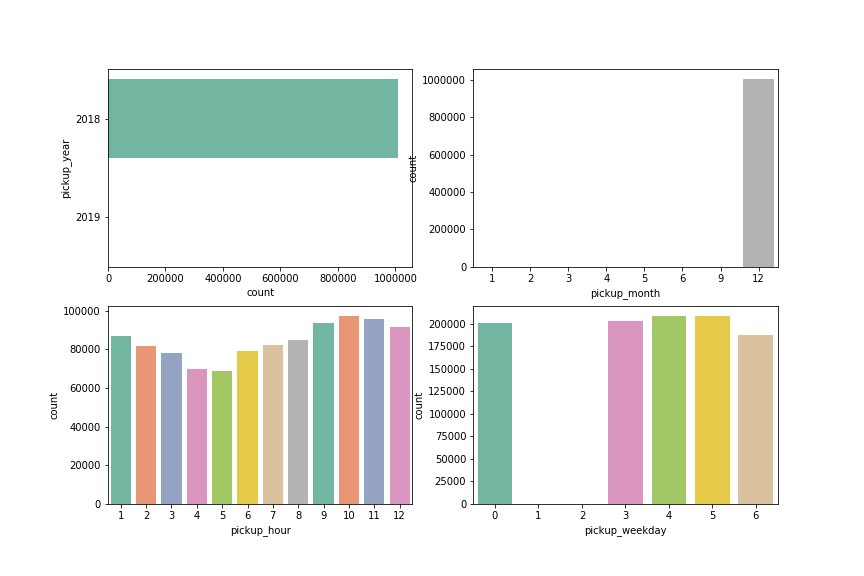 pickup_year
2018
2019
0 200000 400000 600000 800000 1000000
count
count
1000000
800000
600000
400000
200000
0
1 2 3 4 5 6 9 12
pickup_month
count
100000
80000
60000
40000
20000
0
1 2 3 4 5 6 7 8 9 10 11 12
pickup_hour
count
200000
175000
150000
125000
100000
75000
50000
25000
0
0 1 2 3 4 5 6
pickup_weekday